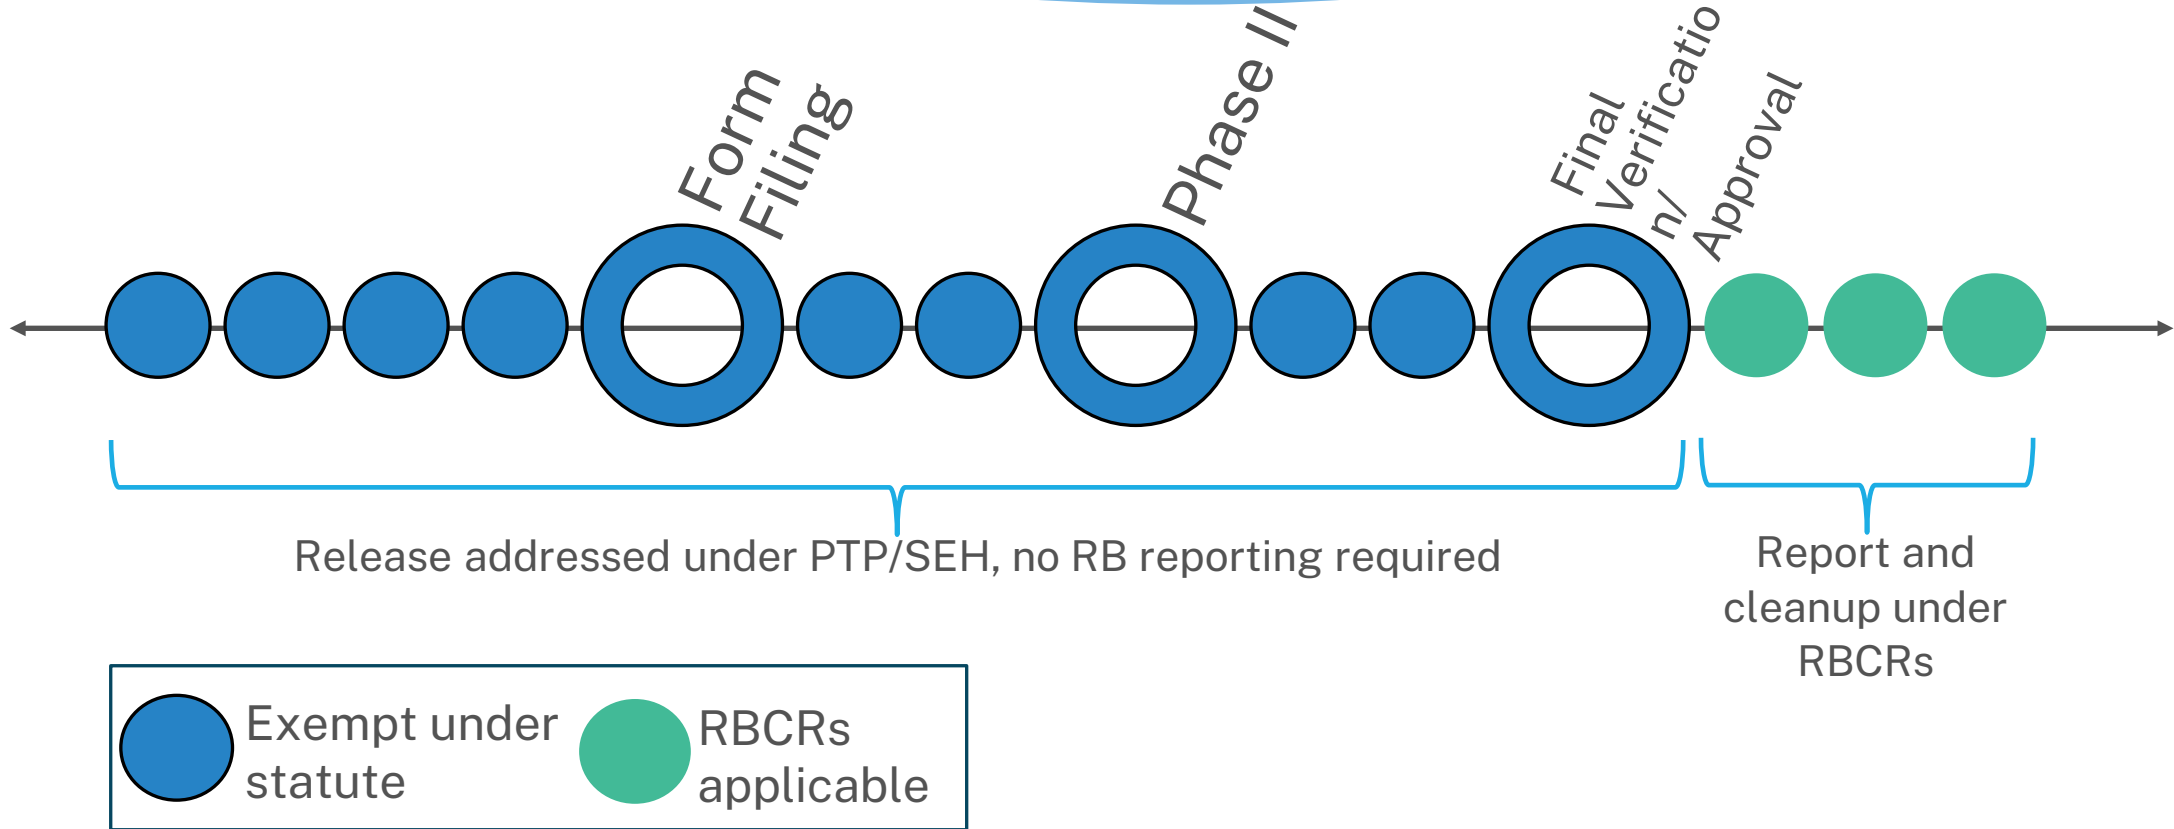 Form
Filing
Phase II
Final
Verificatio
n/
Approval
Release addressed under PTP/SEH, no RB reporting required
Report and
cleanup under
RBCRs
Exempt under
statute
RBCRs
applicable